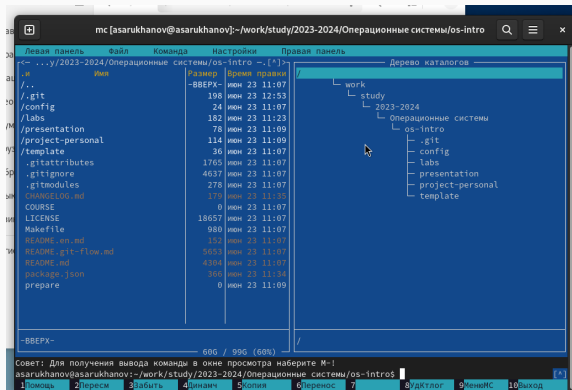 mc [asarukhanov@asarukhanov]:~/work/study/2023-2024/Операционные системы/os-intro
Левая панель Файл Команда Настройки Правая панель
<— ...y/2023-2024/Операционные системы/os-intro —.[^]> Дерево каталогов
.и Имя Размер Время правки
/.. -ВВЕРХ- июн 23 11:07
/.git 198 июн 23 12:53
/config 24 июн 23 11:07
/labs 182 июн 23 11:23
/presentation 78 июн 23 11:09
/project-personal 114 июн 23 11:09
/template 36 июн 23 11:07
.gitattributes 1765 июн 23 11:07
.gitignore 4637 июн 23 11:07
.gitmodules 278 июн 23 11:07
CHANGELOG.md 179 июн 23 11:35
COURSE 0 июн 23 11:07
LICENSE 18657 июн 23 11:07
Makefile 980 июн 23 11:07
README.en.md 152 июн 23 11:07
README.git-flow.md 5653 июн 23 11:07
README.md 4304 июн 23 11:07
package.json 366 июн 23 11:34
prepare 0 июн 23 11:09
-ВВЕРХ-
60G / 99G (60%)
/
work
study
2023-2024
Операционные системы
os-intro
.git
config
labs
presentation
project-personal
template
/
Совет: Для получения вывода команды в окне просмотра наберите M-!
asarukhanov@asarukhanov:~/work/study/2023-2024/Операционные системы/os-intro$ [^]
1Помощь 2Пересм 3Забыть 4Динамч 5Копия 6Перенос 7 8УдКтлог 9МенюMC 10Выход